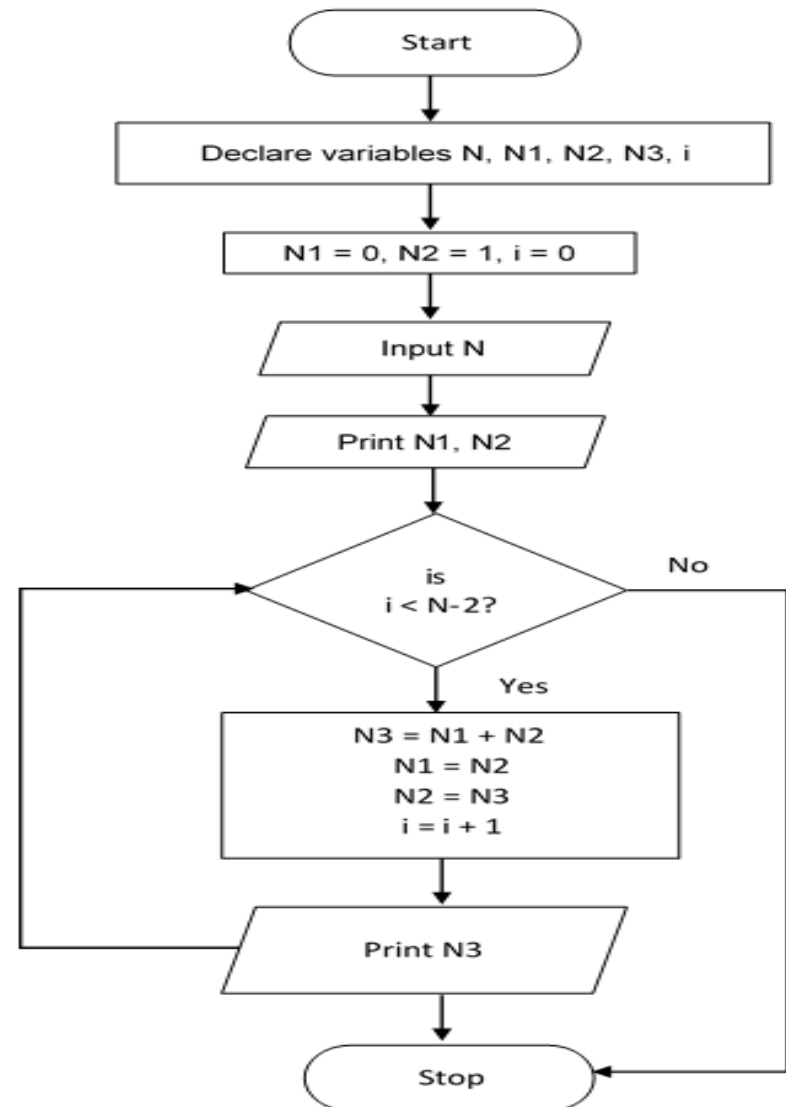 Start
Declare variables N, N1, N2, N3, i
N1 = 0, N2 = 1, i = 0
Input N
Print N1, N2
is
i < N-2?
No
Yes
N3 = N1 + N2
N1 = N2
N2 = N3
i = i + 1
Print N3
Stop